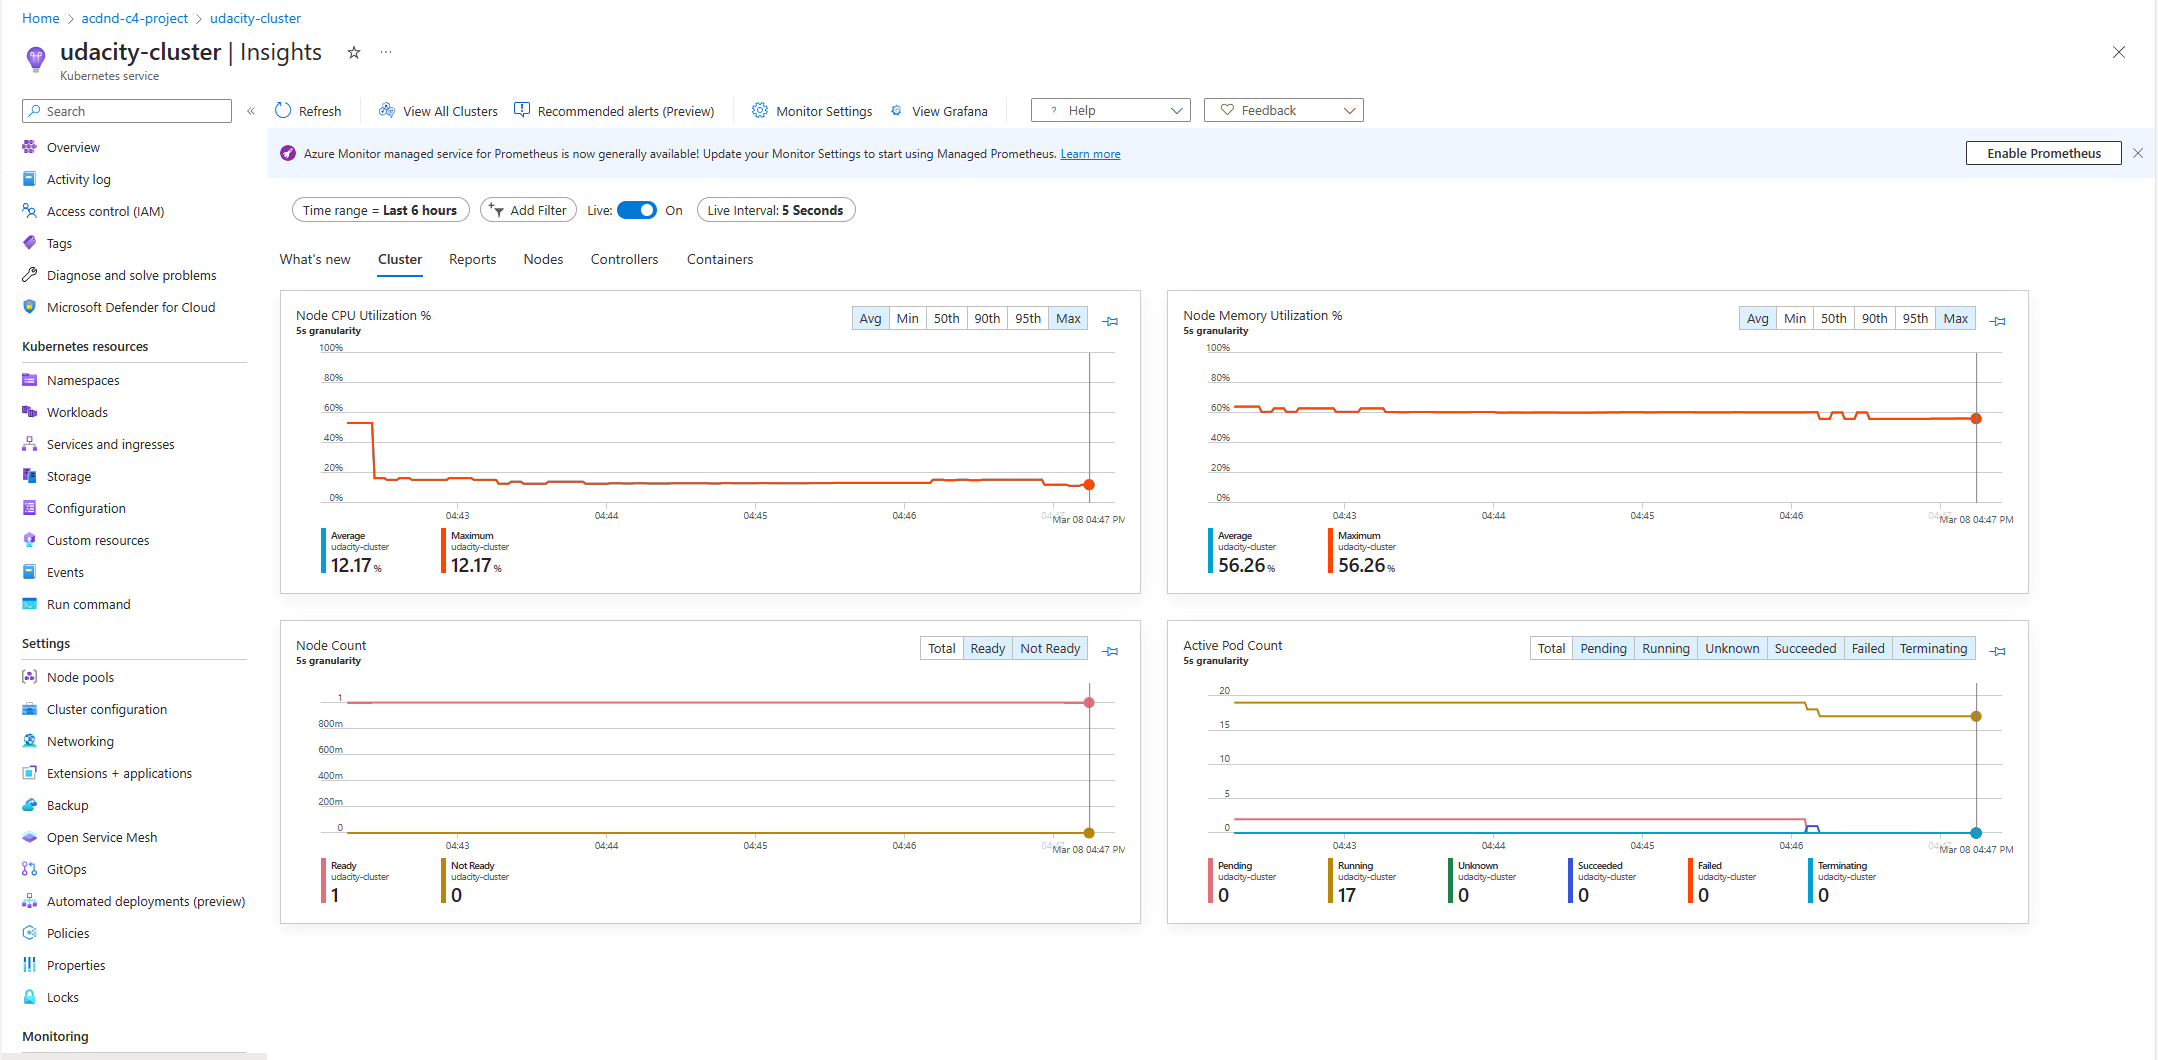 Home > acdnd-c4-project > udacity-cluster
udacity-cluster | Insights
Kubernetes service
Search
Overview
Activity log
Access control (IAM)
Tags
Diagnose and solve problems
Microsoft Defender for Cloud
Kubernetes resources
Namespaces
Workloads
Services and ingresses
Storage
Configuration
Custom resources
Events
Run command
Settings
Node pools
Cluster configuration
Networking
Extensions + applications
Backup
Open Service Mesh
GitOps
Automated deployments (preview)
Policies
Properties
Locks
Monitoring
Refresh View All Clusters Recommended alerts (Preview) Monitor Settings View Grafana ? Help Feedback
Azure Monitor managed service for Prometheus is now generally available! Update your Monitor Settings to start using Managed Prometheus. Learn more Enable Prometheus
Time range = Last 6 hours Add Filter Live: On Live Interval: 5 Seconds
What's new Cluster Reports Nodes Controllers Containers
Node CPU Utilization % Avg Min 50th 90th 95th Max
5s granularity
100%
80%
60%
40%
20%
0%
04:43 04:44 04:45 04:46 04:47 Mar 08 04:47 PM
Average Maximum
udacity-cluster udacity-cluster
12.17 % 12.17 %
Node Memory Utilization % Avg Min 50th 90th 95th Max
5s granularity
100%
80%
60%
40%
20%
0%
04:43 04:44 04:45 04:46 04:47 Mar 08 04:47 PM
Average Maximum
udacity-cluster udacity-cluster
56.26 % 56.26 %
Node Count Total Ready Not Ready
5s granularity
1
800m
600m
400m
200m
0
04:43 04:44 04:45 04:46 04:47 Mar 08 04:47 PM
Ready Not Ready
udacity-cluster udacity-cluster
1 0
Active Pod Count Total Pending Running Unknown Succeeded Failed Terminating
5s granularity
20
15
10
5
0
04:43 04:44 04:45 04:46 04:47 Mar 08 04:47 PM
Pending Running Unknown Succeeded Failed Terminating
udacity-cluster udacity-cluster udacity-cluster udacity-cluster udacity-cluster udacity-cluster
0 17 0 0 0 0